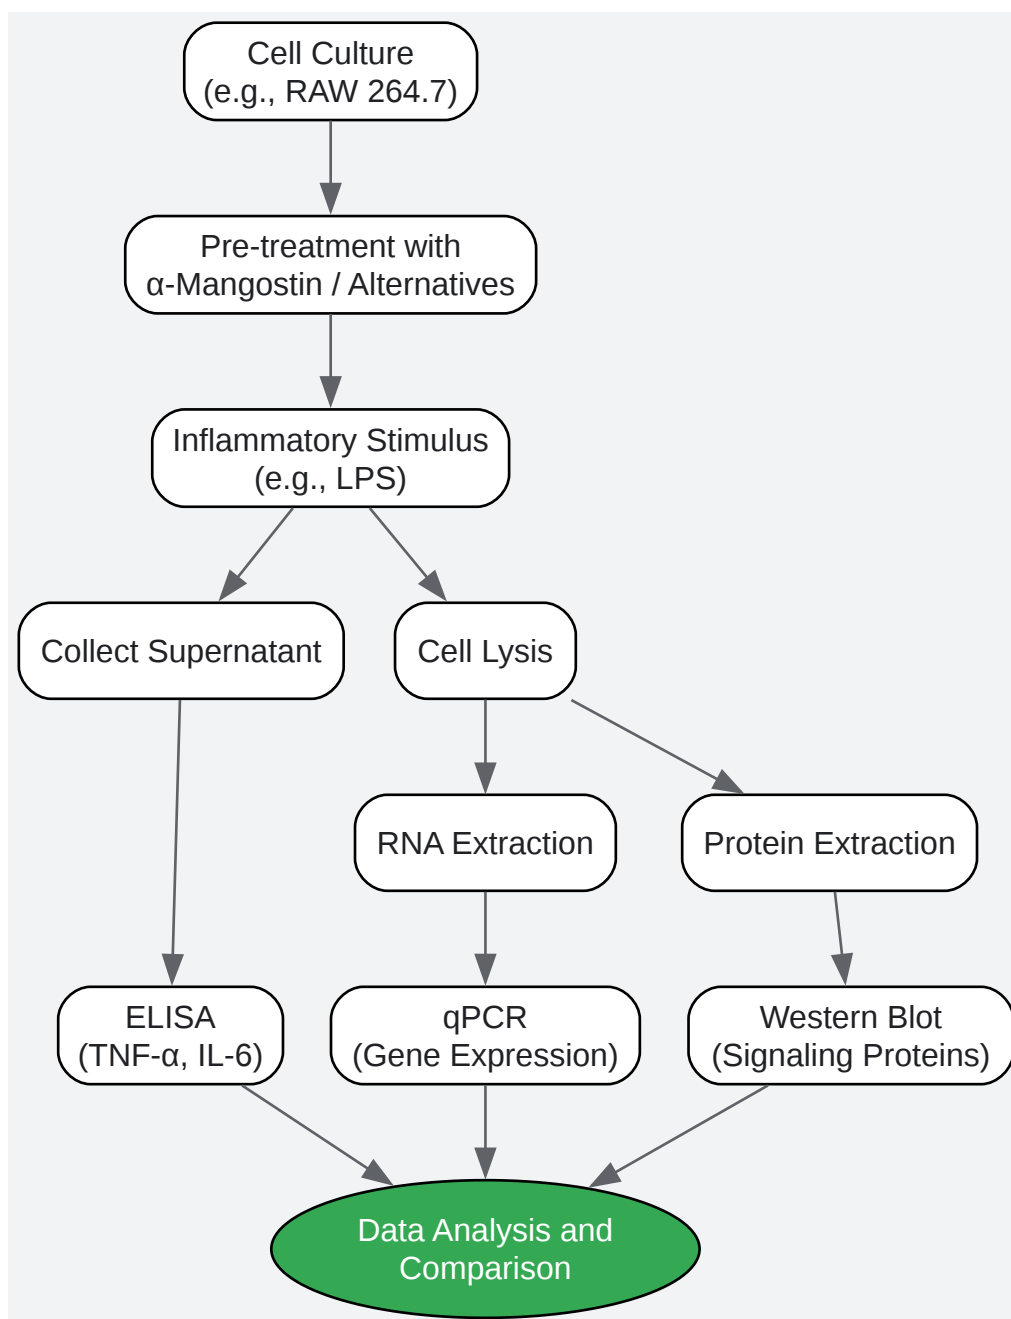 Cell Culture
(e.g., RAW 264.7)
Pre-treatment with
α-Mangostin / Alternatives
Inflammatory Stimulus
(e.g., LPS)
Collect Supernatant
Cell Lysis
RNA Extraction
Protein Extraction
ELISA
(TNF-α, IL-6)
qPCR
(Gene Expression)
Western Blot
(Signaling Proteins)
Data Analysis and
Comparison